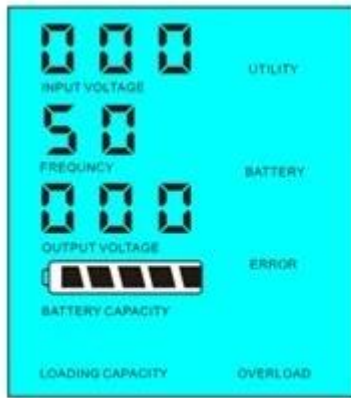 000
INPUT VOLTAGE
UTILITY
50
FREQUNCY
BATTERY
000
OUTPUT VOLTAGE
ERROR
BATTERY CAPACITY
LOADING CAPACITY
OVERLOAD